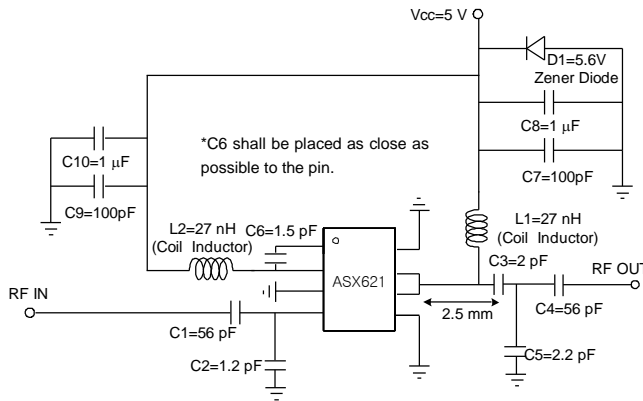 Vcc=5 V
D1=5.6V
Zener Diode
C8=1 µF
C7=100pF
C10=1 µF
C9=100pF
*C6 shall be placed as close as
possible to the pin.
L2=27 nH
(Coil Inductor)
C6=1.5 pF
L1=27 nH
(Coil Inductor)
ASX621
C3=2 pF
RF OUT
RF IN
C1=56 pF
2.5 mm
C4=56 pF
C2=1.2 pF
C5=2.2 pF